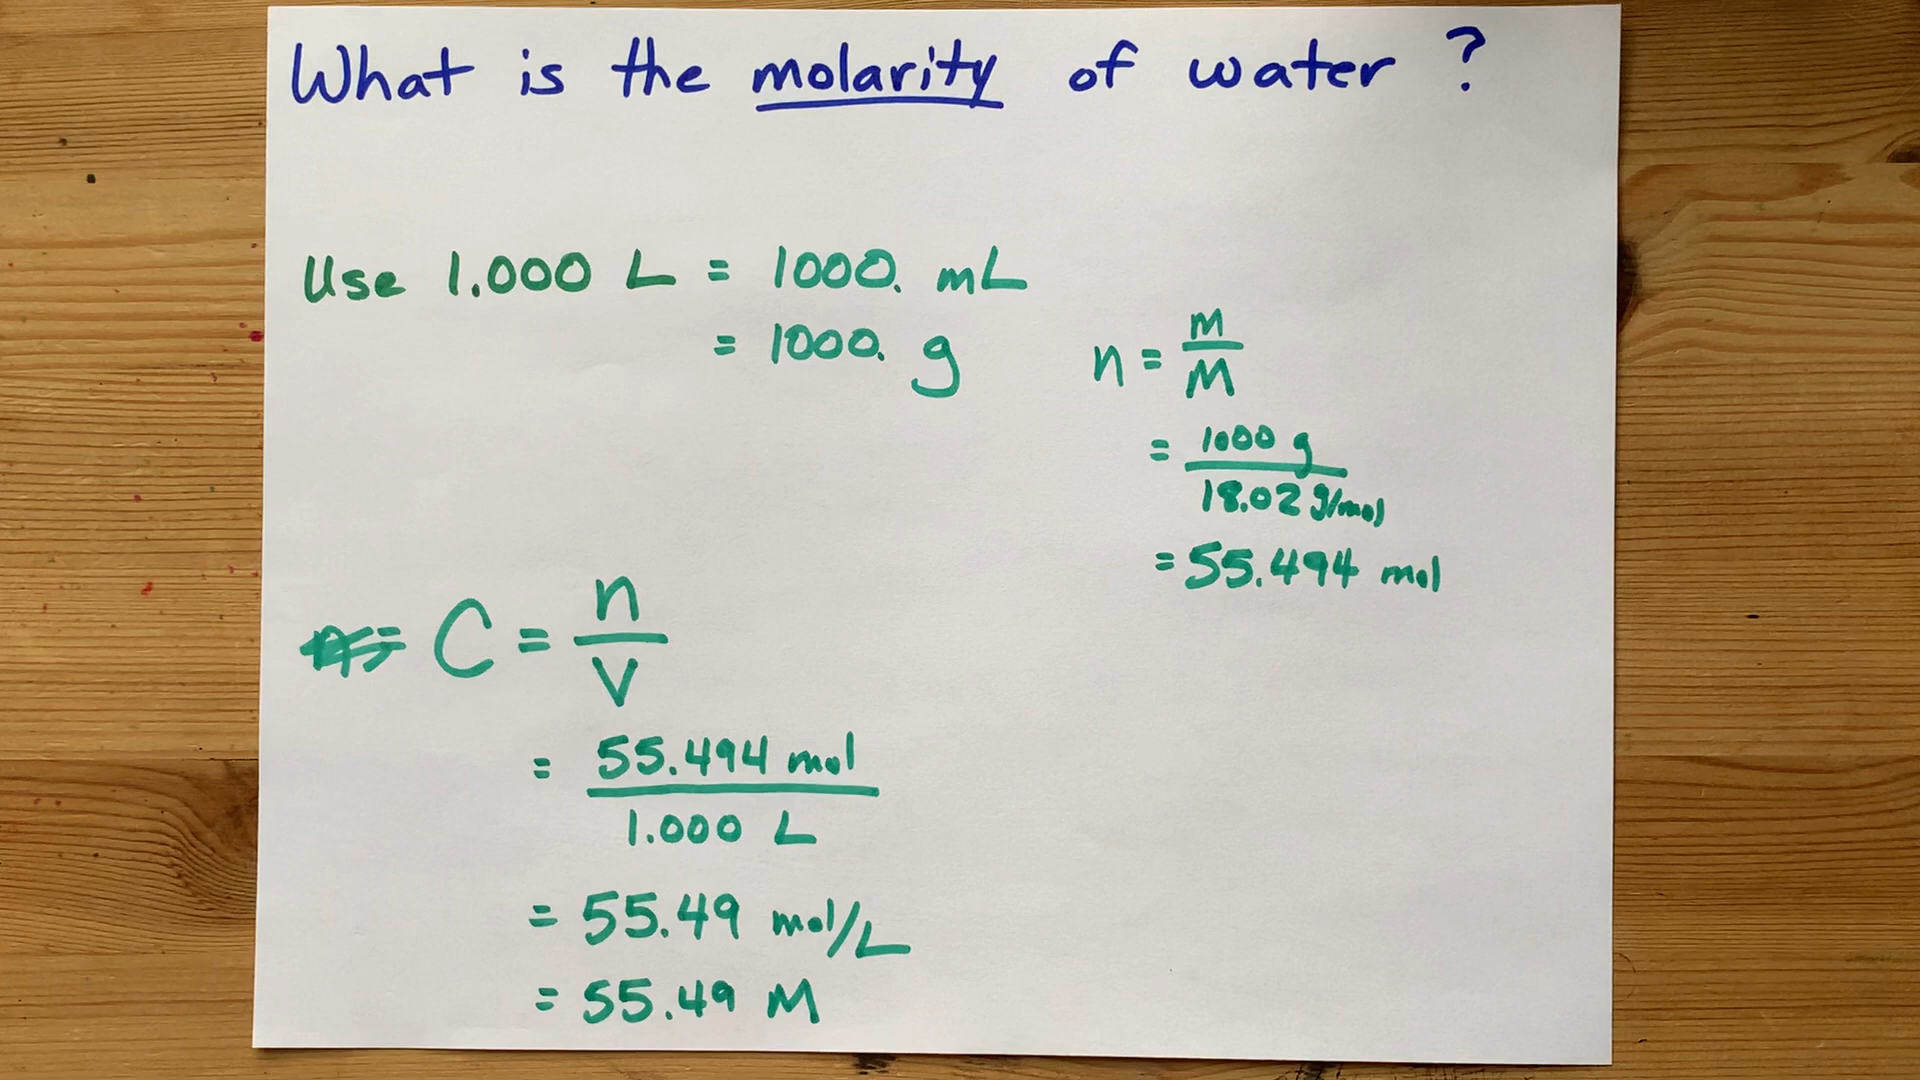 What is the molarity of water ?
Use 1.000 L = 1000. mL
= 1000. g
n = m/M
= 1000 g / 18.02 g/mol
= 55.494 mol
C = n/V
= 55.494 mol / 1.000 L
= 55.49 mol/L
= 55.49 M